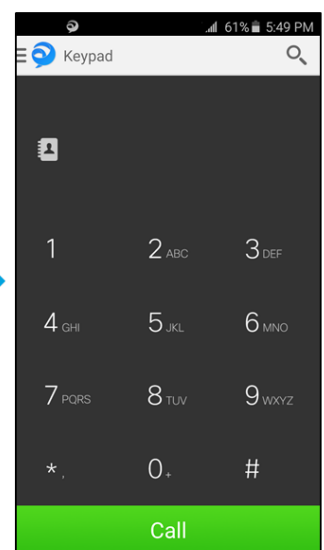 61% 5:49 PM
Keypad
1 2 ABC 3 DEF
4 GHI 5 JKL 6 MNO
7 PQRS 8 TUV 9 WXYZ
* , 0 + #
Call